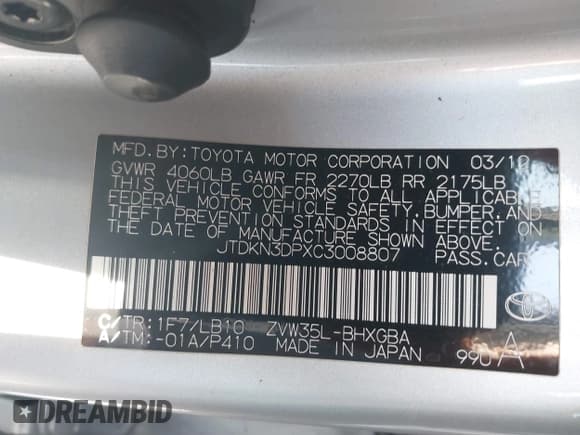 MFD.BY:TOYOTA MOTOR CORPORATION 03/12
GVWR 4060LB GAWR FR 2270LB RR 2175LB
THIS VEHICLE CONFORMS TO ALL APPLICABLE
FEDERAL MOTOR VEHICLE SAFETY,BUMPER,AND
THEFT PREVENTION STANDARDS IN EFFECT ON
THE DATE OF MANUFACTURE SHOWN ABOVE.
JTDKN3DPXC3008807 PASS.CAR
C/TR:1F7/LB10 ZVW35L-BHXGBA
A/TM:-01A/P410 MADE IN JAPAN 990 A
TOYOTA
DREAMBID